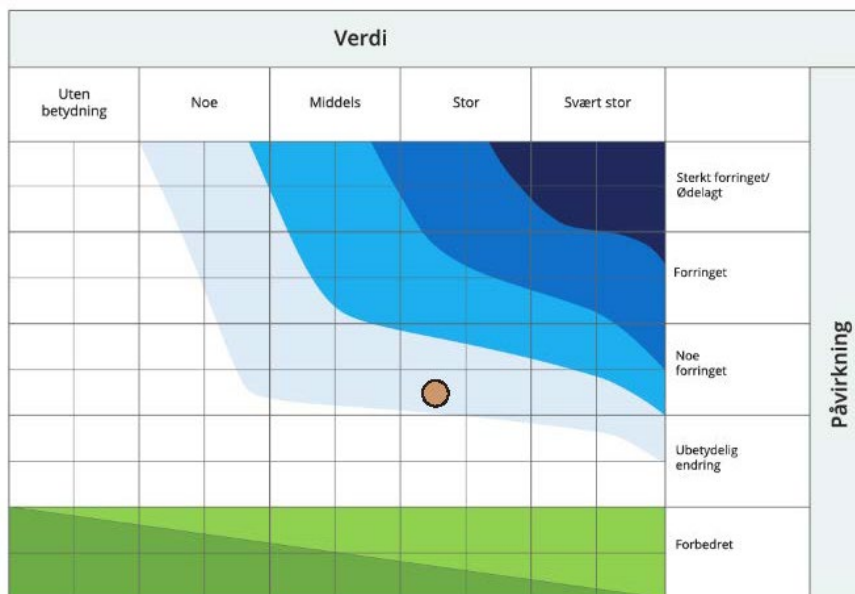 Verdi
Uten
betydning
Noe
Middels
Stor
Svært stor
Sterkt forringet/
Ødelagt
Forringet
Noe
forringet
Ubetydelig
endring
Forbedret
Påvirkning